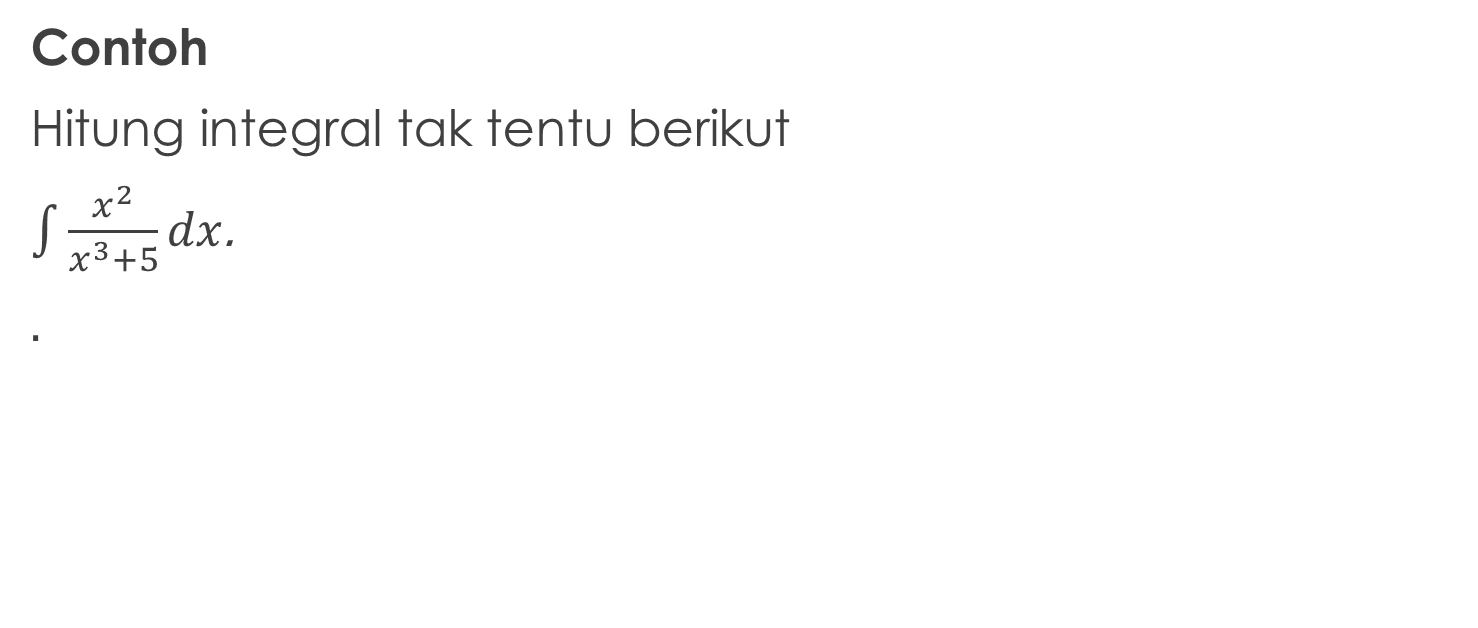 Contoh
Hitung integral tak tentu berikut
∫ x²/(x³+5) dx.
.